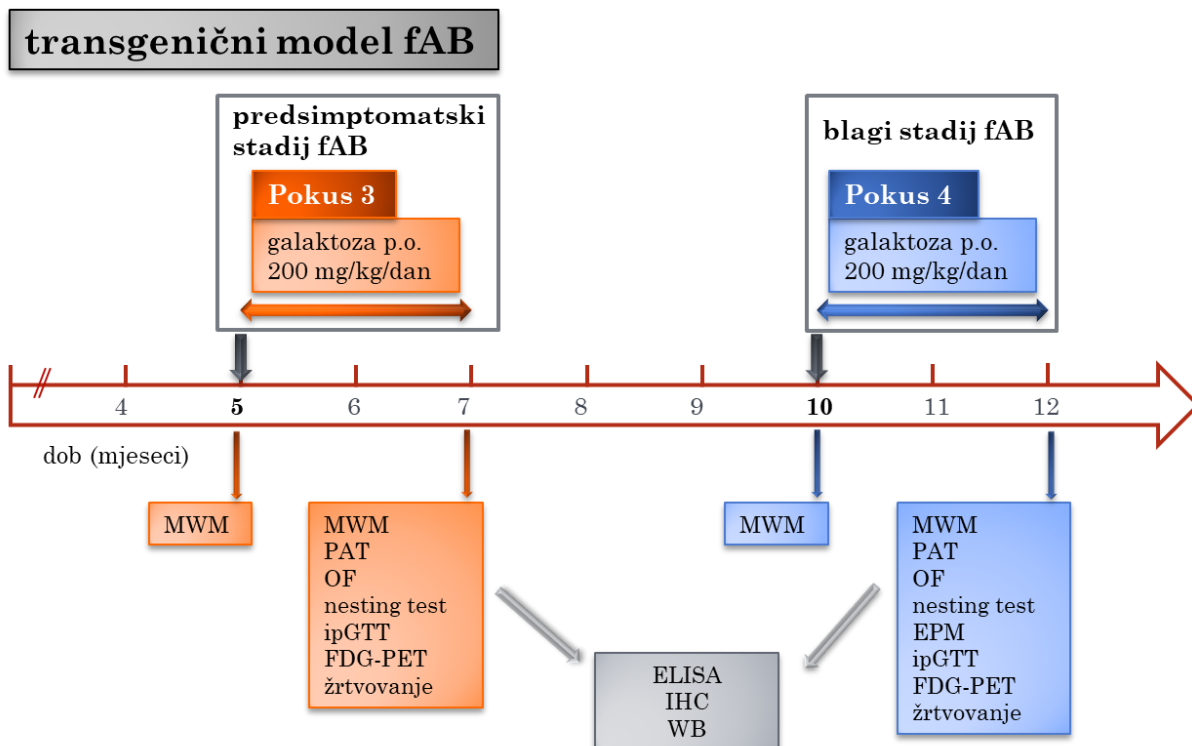 transgenični model fAB
predsimptomatski
stadij fAB
Pokus 3
galaktoza p.o.
200 mg/kg/dan
blagi stadij fAB
Pokus 4
galaktoza p.o.
200 mg/kg/dan
4 5 6 7 8 9 10 11 12
dob (mjeseci)
MWM
MWM
PAT
OF
nesting test
ipGTT
FDG-PET
žrtvovanje
MWM
MWM
PAT
OF
nesting test
EPM
ipGTT
FDG-PET
žrtvovanje
ELISA
IHC
WB